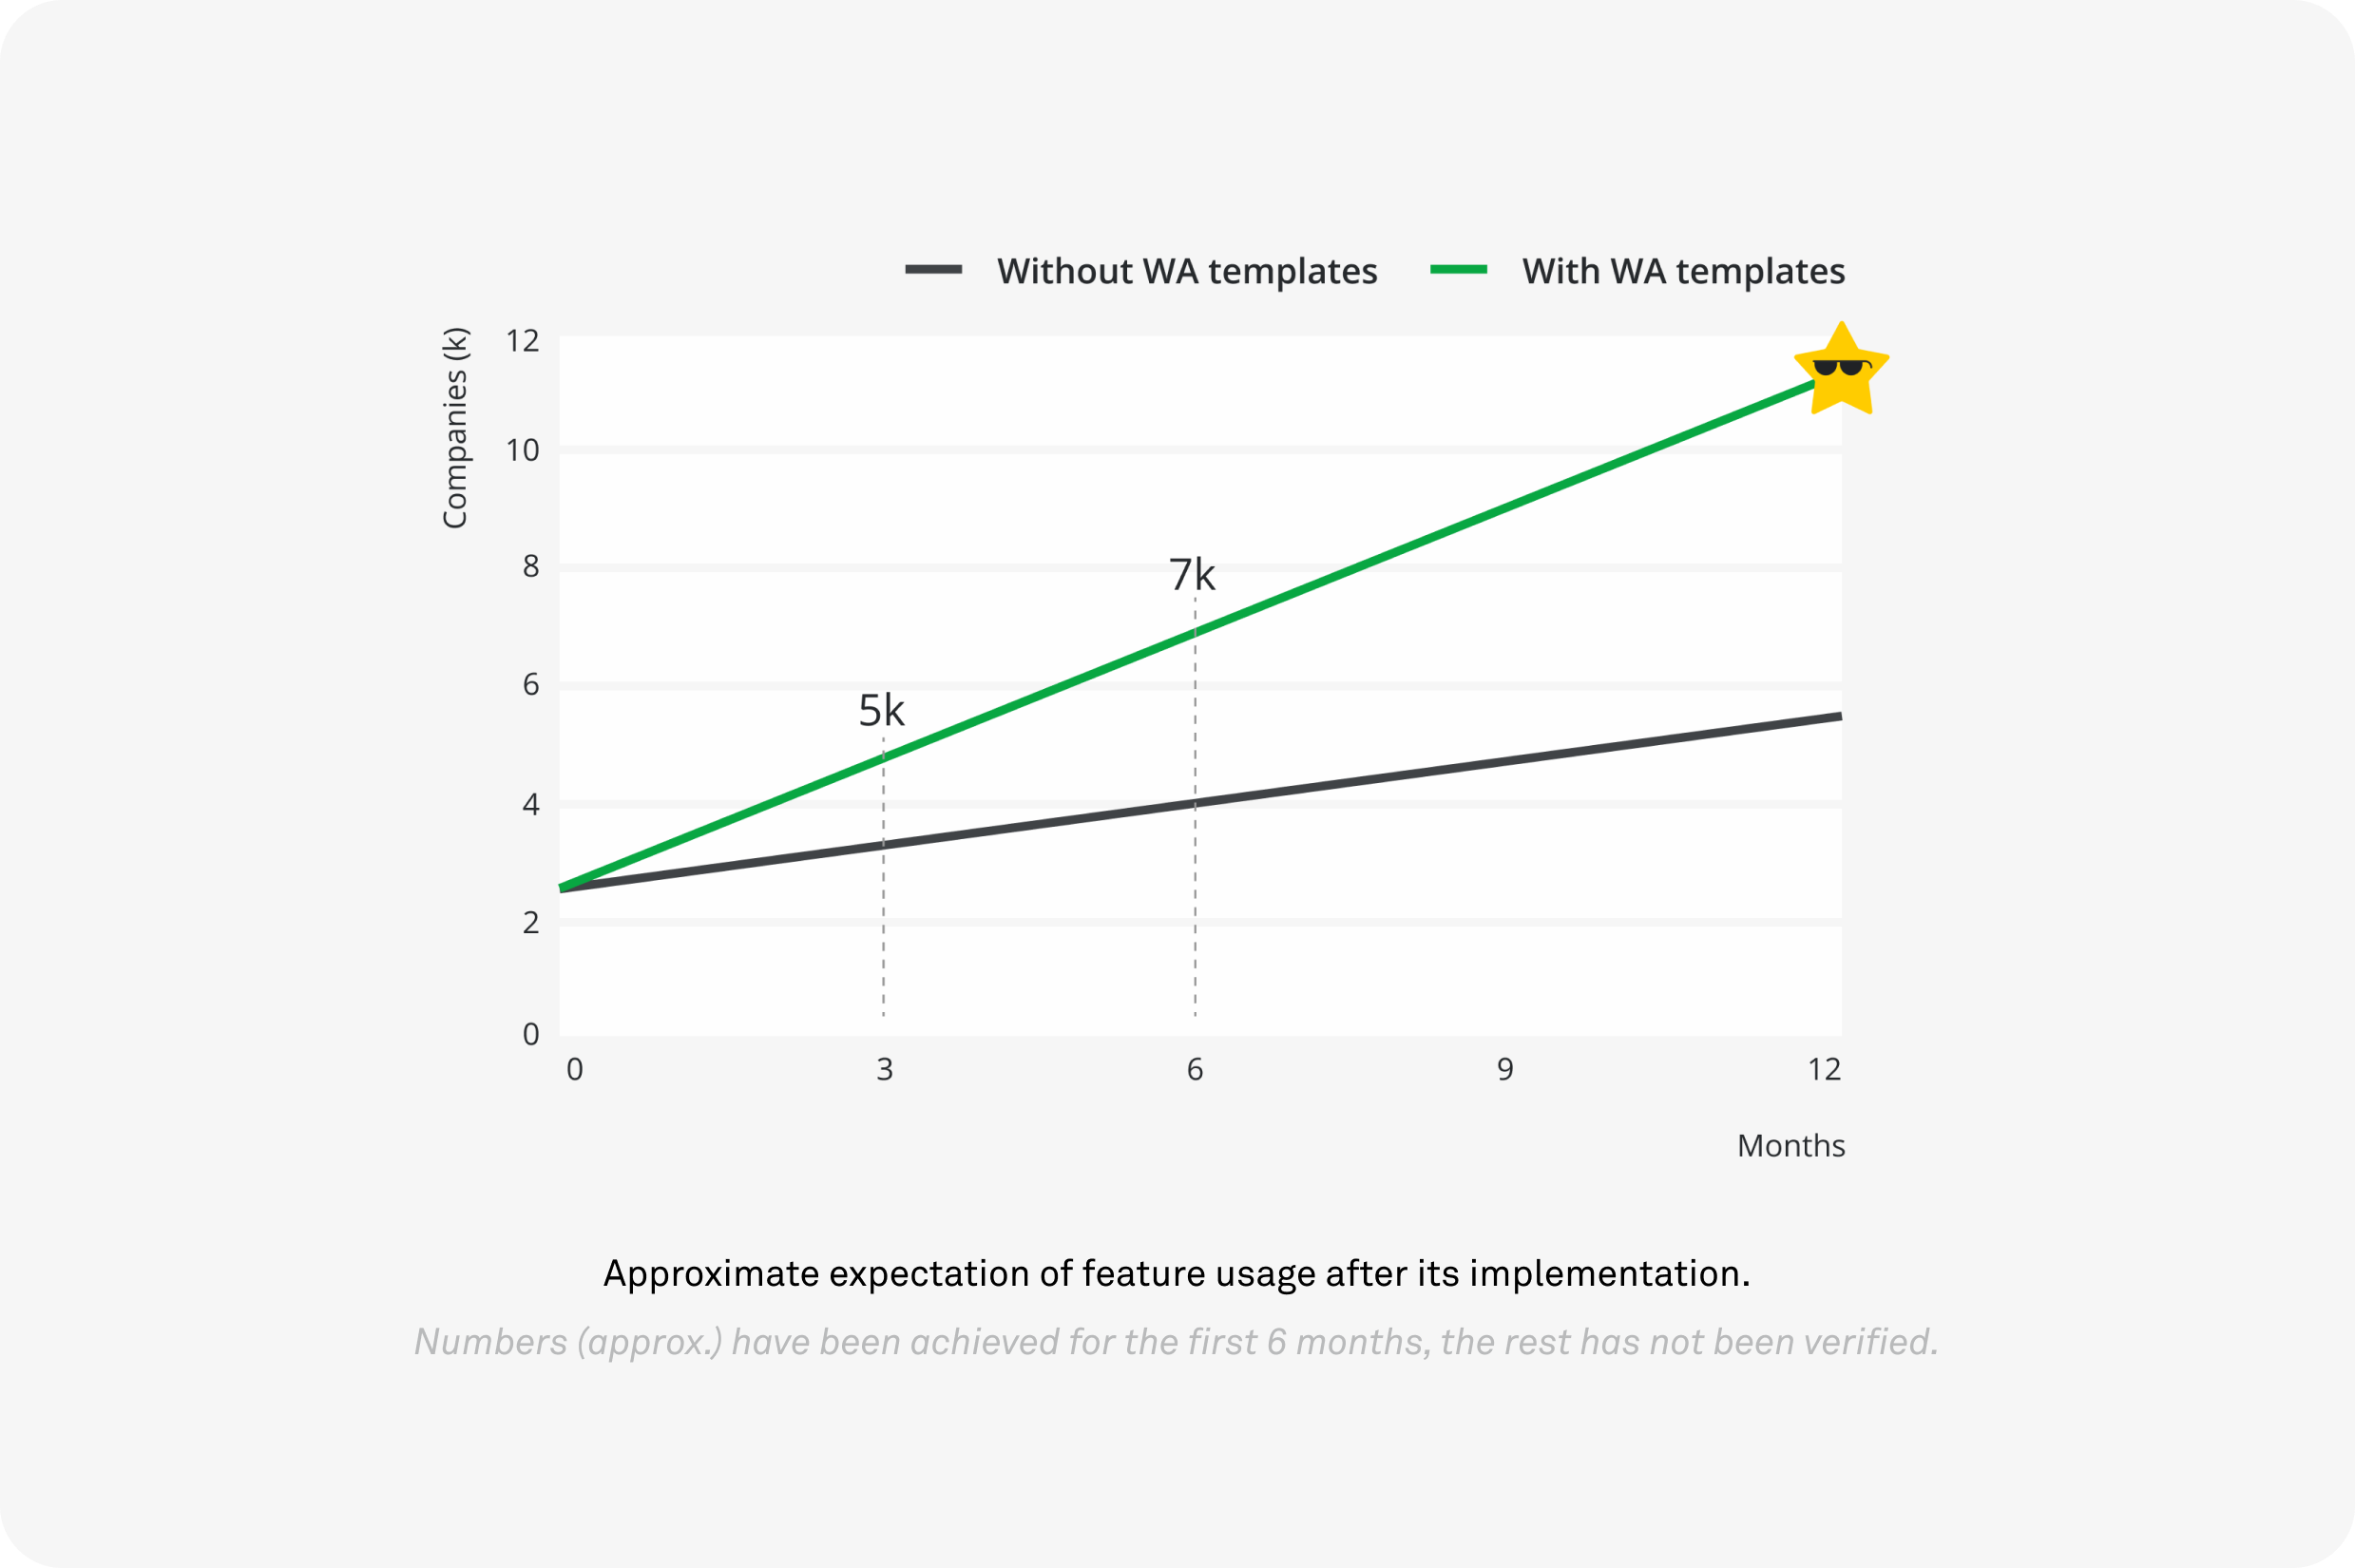 Without WA templates
With WA templates
Companies (k)
12
10
8
6
4
2
0
7k
5k
0 3 6 9 12
Months
Approximate expectation of feature usage after its implementation.
Numbers (approx.) have been achieved for the first 6 months, the rest has not been verified.